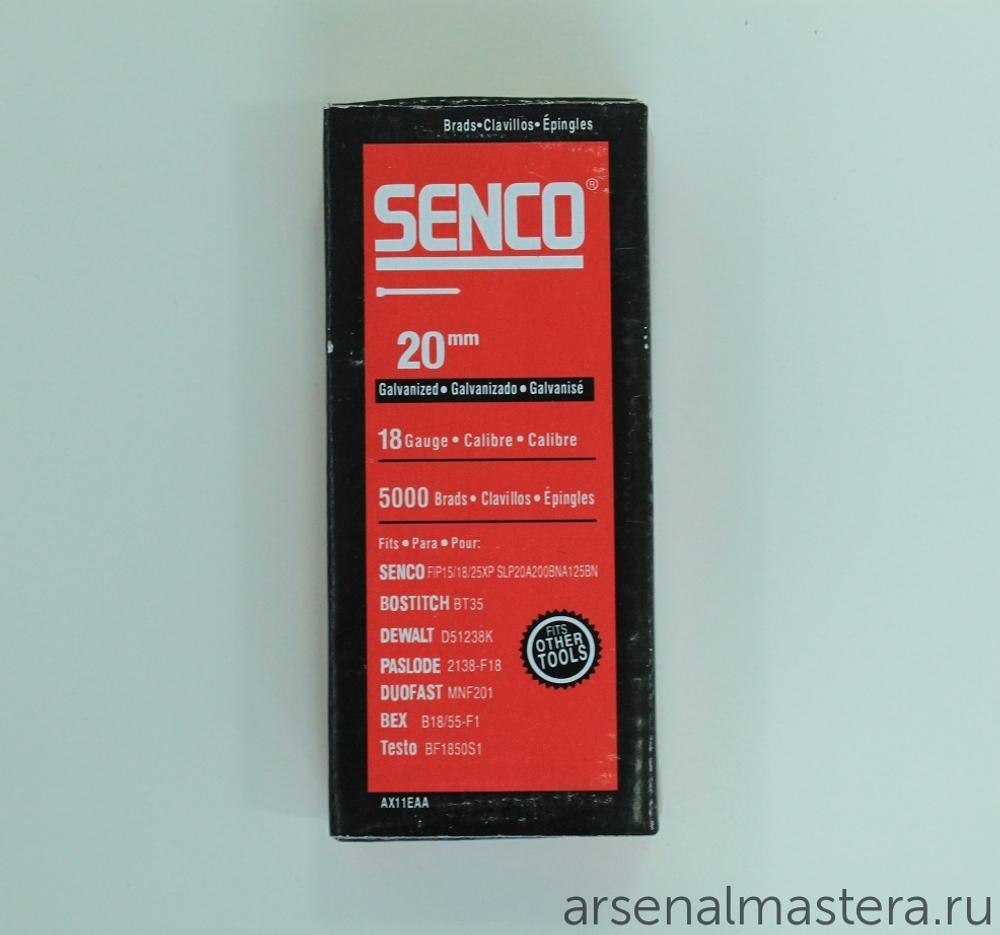 Brads•Clavillos•Épingles
SENCO®
20mm
Galvanized• Galvanizado • Galvanisé
18 Gauge • Calibre • Calibre
5000 Brads • Clavillos • Épingles
Fits • Para • Pour:
SENCO FIP15/18/25XP SLP20A200BNA125BN
BOSTITCH BT35
DEWALT D51238K
PASLODE 2138-F18
DUOFAST MNF201
BEX B18/55-F1
Testo BF1850S1
FITS
OTHER
TOOLS
AX11EAA
arsenalmastera.ru